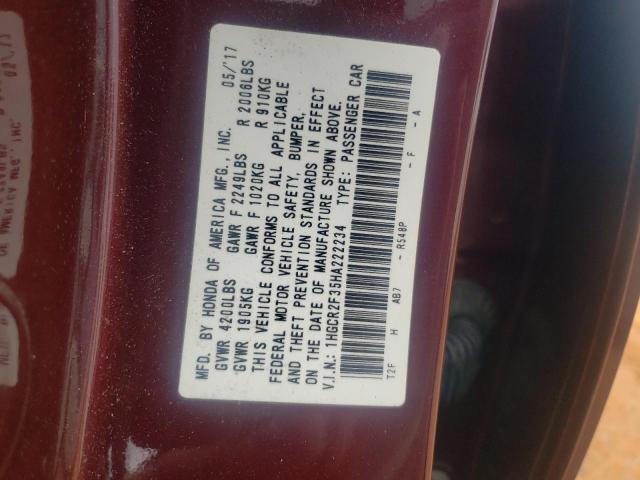 MFD. BY HONDA OF AMERICA MFG., INC. 05/'17
GVWR 4200LBS GAWR F 2249LBS R 2006LBS
GVWR 1905KG GAWR F 1020KG R 910KG
THIS VEHICLE CONFORMS TO ALL APPLICABLE
FEDERAL MOTOR VEHICLE SAFETY, BUMPER,
AND THEFT PREVENTION STANDARDS IN EFFECT
ON THE DATE OF MANUFACTURE SHOWN ABOVE.
V.I.N.: 1HGCR2F35HA222234 TYPE: PASSENGER CAR
T2F H AB7 - R548P - F - A